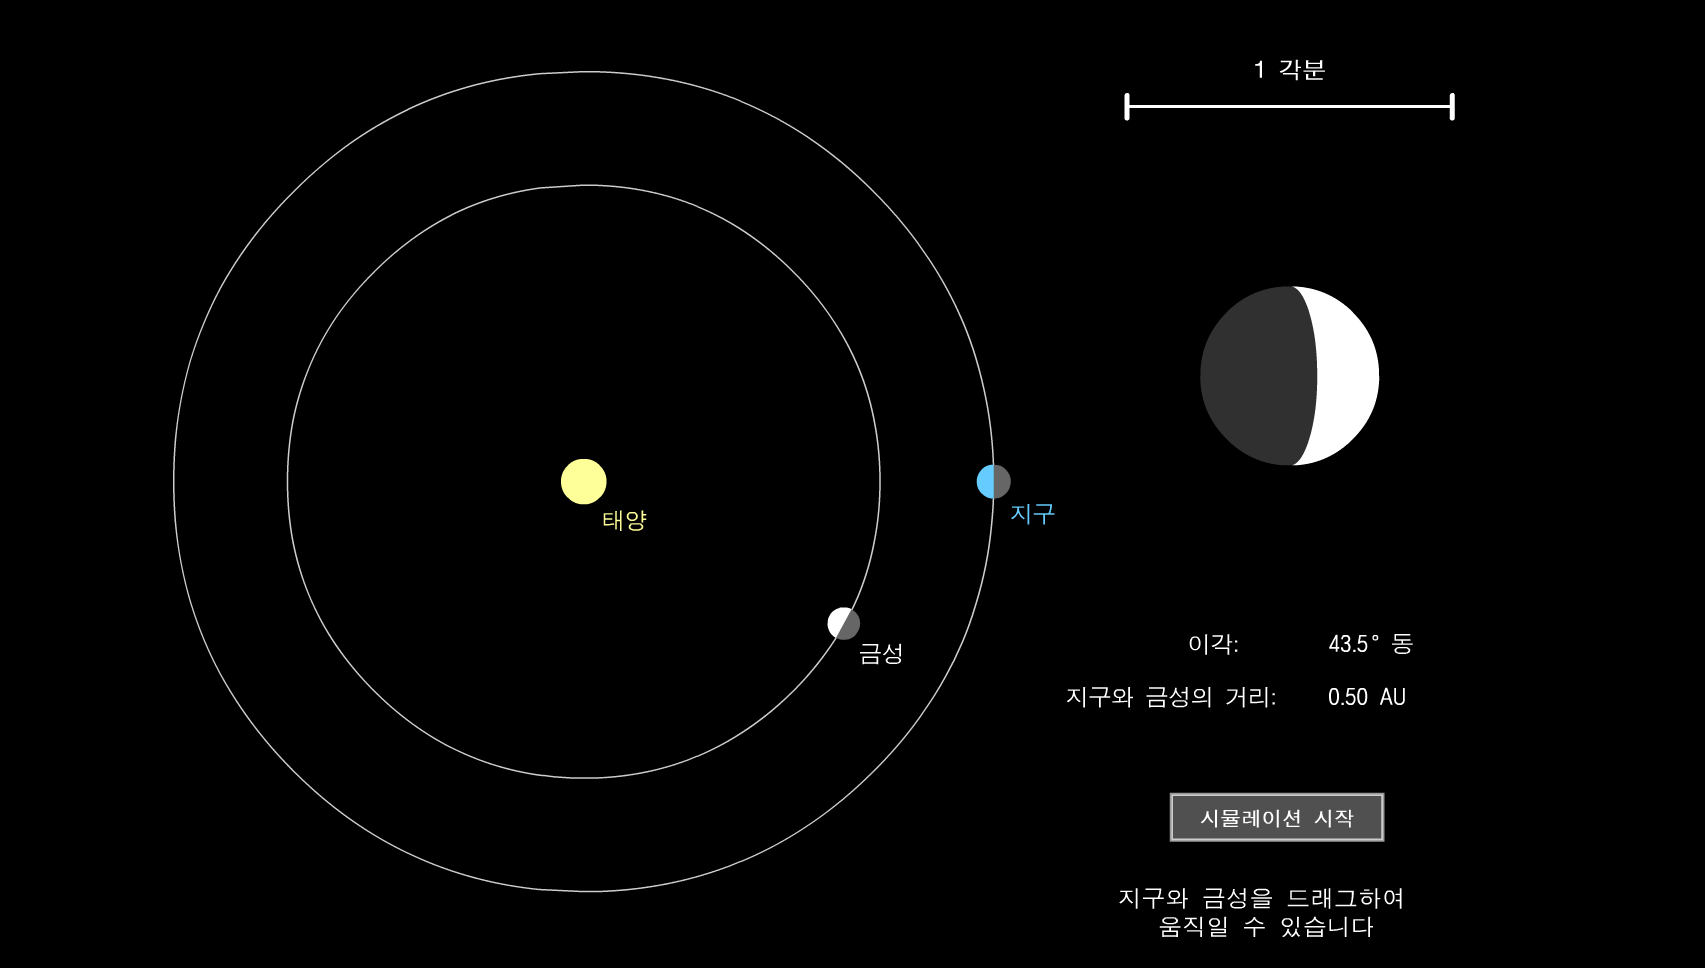 1 각분
태양
지구
금성
이각: 43.5° 동
지구와 금성의 거리: 0.50 AU
시뮬레이션 시작
지구와 금성을 드래그하여
움직일 수 있습니다